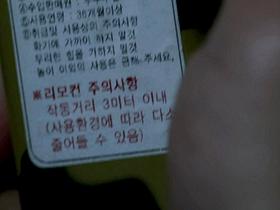 ④수입판매원
⑤사용연령 : 36개월이상
⑥취급및 사용상의 주의사항
화기에 가까이 하지 말것
무리한 힘을 가하지 말것
놀이 이외의 사용은 금해 주세요.
※리모컨 주의사항
작동거리 3미터 이내
(사용환경에 따라 다소
줄어들 수 있음)